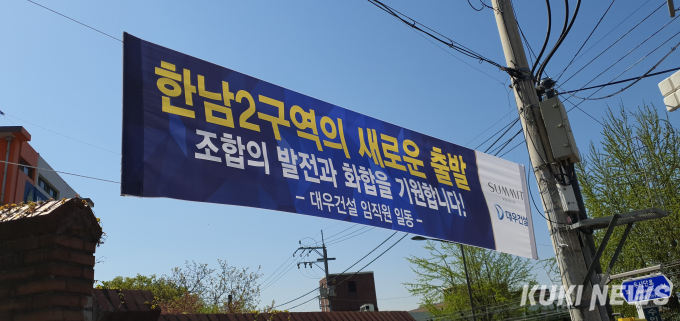 한남2구역의 새로운 출발
조합의 발전과 화합을 기원합니다!
- 대우건설 임직원 일동 -
SUMMIT
대우건설
KUKI NEWS